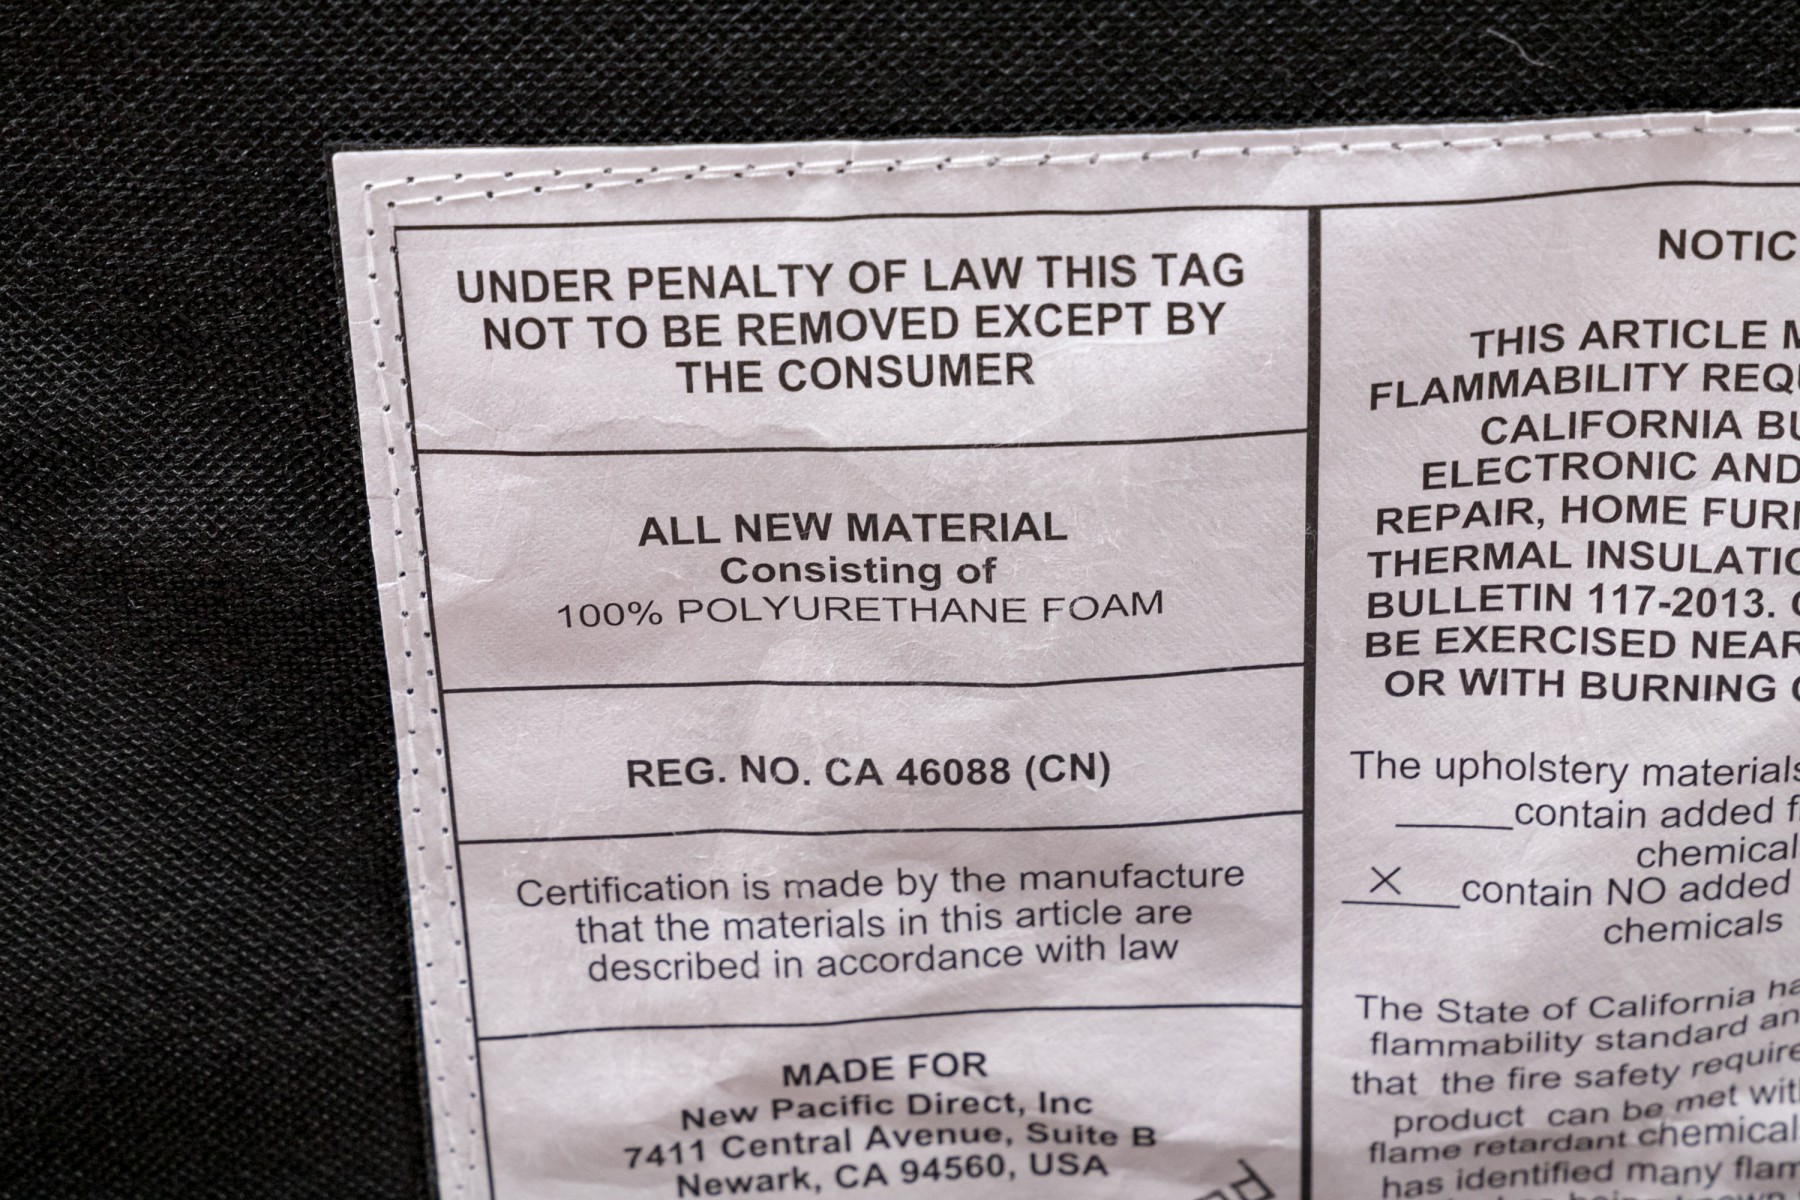 UNDER PENALTY OF LAW THIS TAG
NOT TO BE REMOVED EXCEPT BY
THE CONSUMER
ALL NEW MATERIAL
Consisting of
100% POLYURETHANE FOAM
REG. NO. CA 46088 (CN)
Certification is made by the manufacture
that the materials in this article are
described in accordance with law
MADE FOR
New Pacific Direct, Inc
7411 Central Avenue, Suite B
Newark, CA 94560, USA
THIS ARTICLE
FLAMMABILITY
CALIFORNIA
ELECTRONIC AND
REPAIR, HOME
THERMAL
BULLETIN 117-2013.
BE EXERCISED NEAR
OR WITH BURNING
The upholstery materials
contain added
X contain NO added
chemicals
The State of California
flammability standard
that the fire safety
product can be met
flame retardant
has identified many